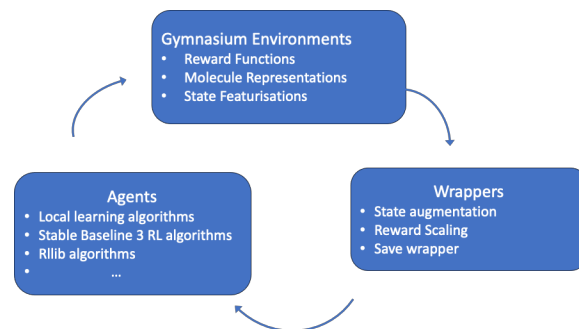 Gymnasium Environments
• Reward Functions
• Molecule Representations
• State Featurisations
Agents
• Local learning algorithms
• Stable Baseline 3 RL algorithms
• Rllib algorithms
• ...
Wrappers
• State augmentation
• Reward Scaling
• Save wrapper